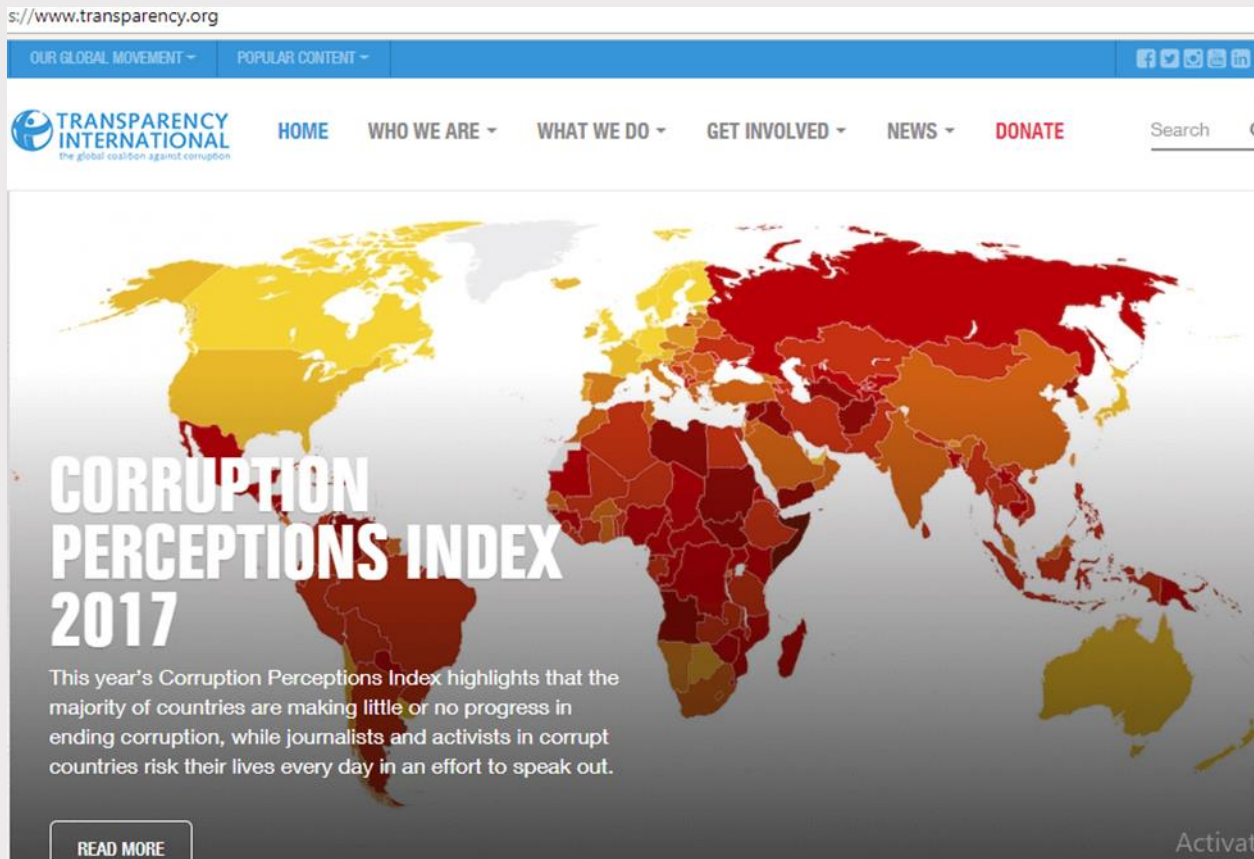 s://www.transparency.org
OUR GLOBAL MOVEMENT POPULAR CONTENT
TRANSPARENCY
INTERNATIONAL
the global coalition against corruption
HOME WHO WE ARE WHAT WE DO GET INVOLVED NEWS DONATE Search
CORRUPTION
PERCEPTIONS INDEX
2017
This year's Corruption Perceptions Index highlights that the
majority of countries are making little or no progress in
ending corruption, while journalists and activists in corrupt
countries risk their lives every day in an effort to speak out.
READ MORE
Activat